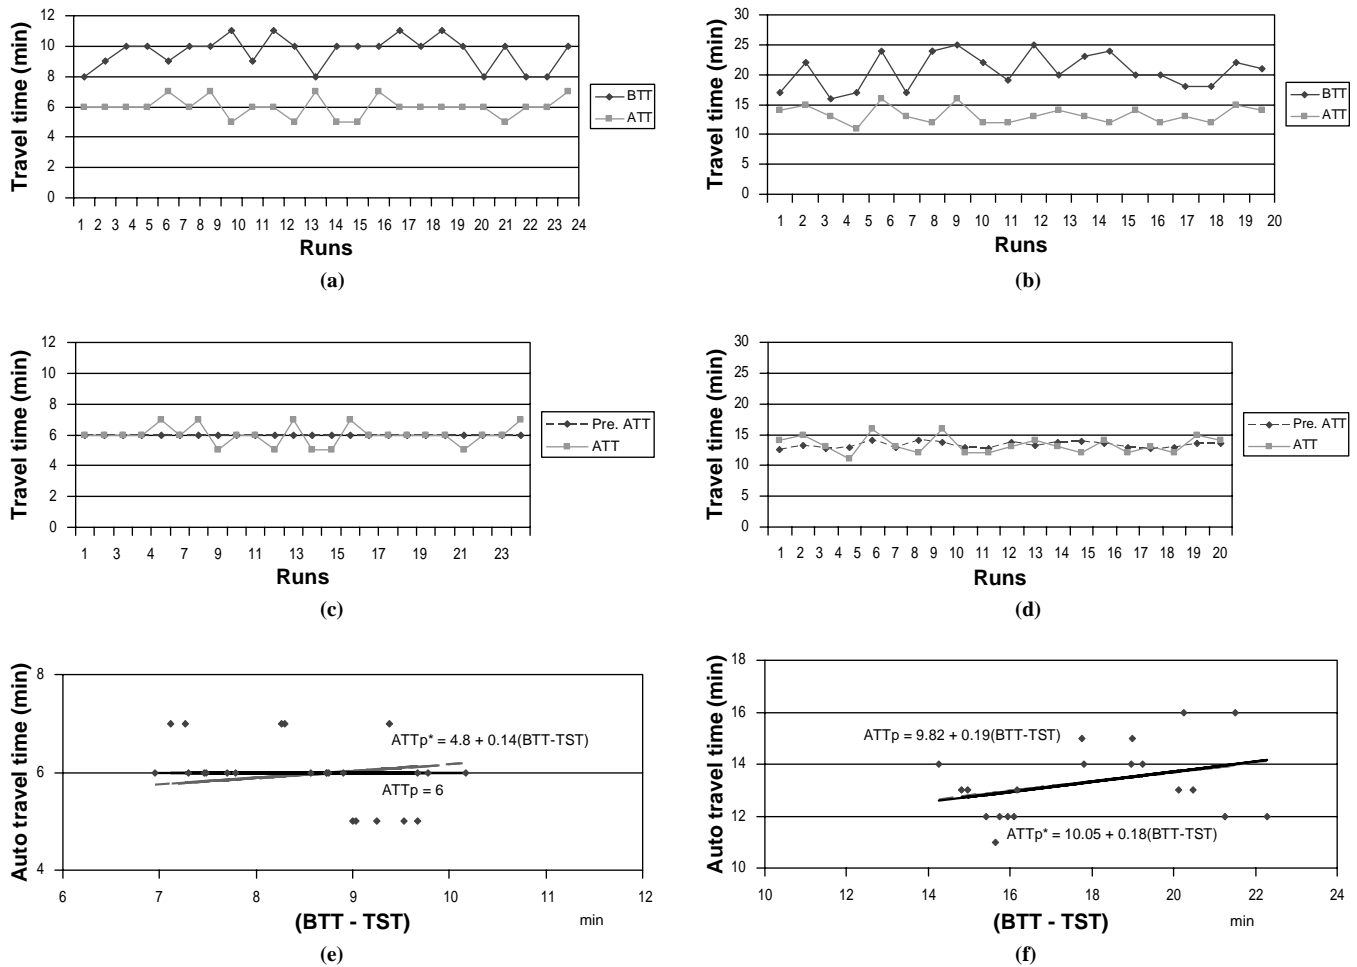 Travel time (min)
12
10
8
6
4
2
0
1 2 3 4 5 6 7 8 9 10 11 12 13 14 15 16 17 18 19 20 21 22 23 24
Runs
BTT
ATT
(a)
Travel time (min)
30
25
20
15
10
5
0
1 2 3 4 5 6 7 8 9 10 11 12 13 14 15 16 17 18 19 20
Runs
BTT
ATT
(b)
Travel time (min)
12
10
8
6
4
2
0
1 3 4 7 9 11 13 15 17 19 21 23
Runs
Pre. ATT
ATT
(c)
Travel time (min)
30
25
20
15
10
5
0
1 2 3 4 5 6 7 8 9 10 11 12 13 14 15 16 17 18 19 20
Runs
Pre. ATT
ATT
(d)
Auto travel time (min)
8
6
4
ATTp* = 4.8 + 0.14(BTT-TST)
ATTp = 6
6 7 8 9 10 11 12
(BTT - TST)
min
(e)
Auto travel time (min)
18
16
14
12
10
ATTp = 9.82 + 0.19(BTT-TST)
ATTp* = 10.05 + 0.18(BTT-TST)
10 12 14 16 18 20 22 24
(BTT - TST)
min
(f)